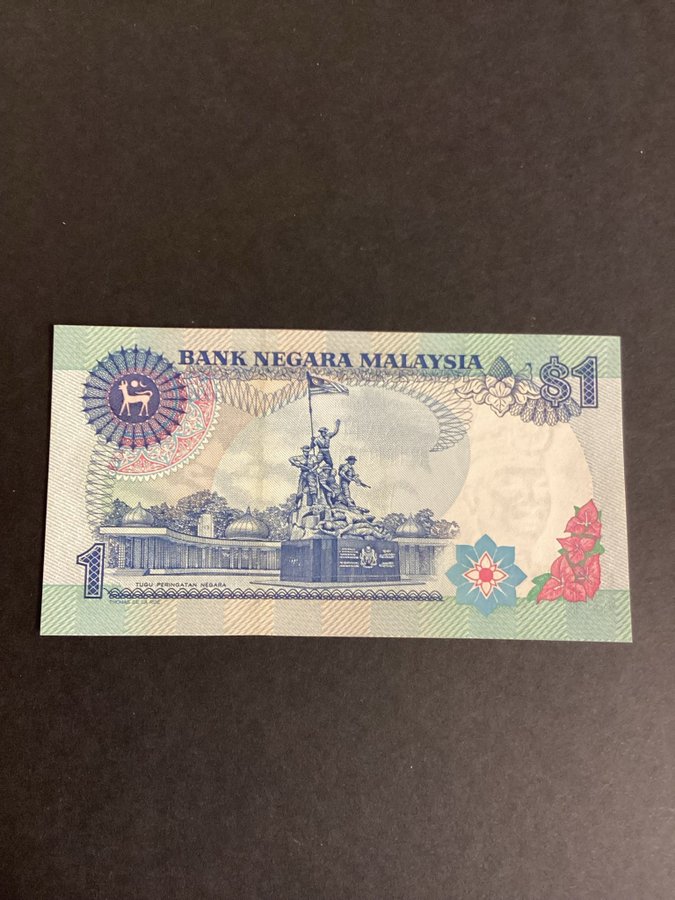 BANK NEGARA MALAYSIA
$1
1
TUGU PERINGATAN NEGARA
THOMAS DE LA RUE